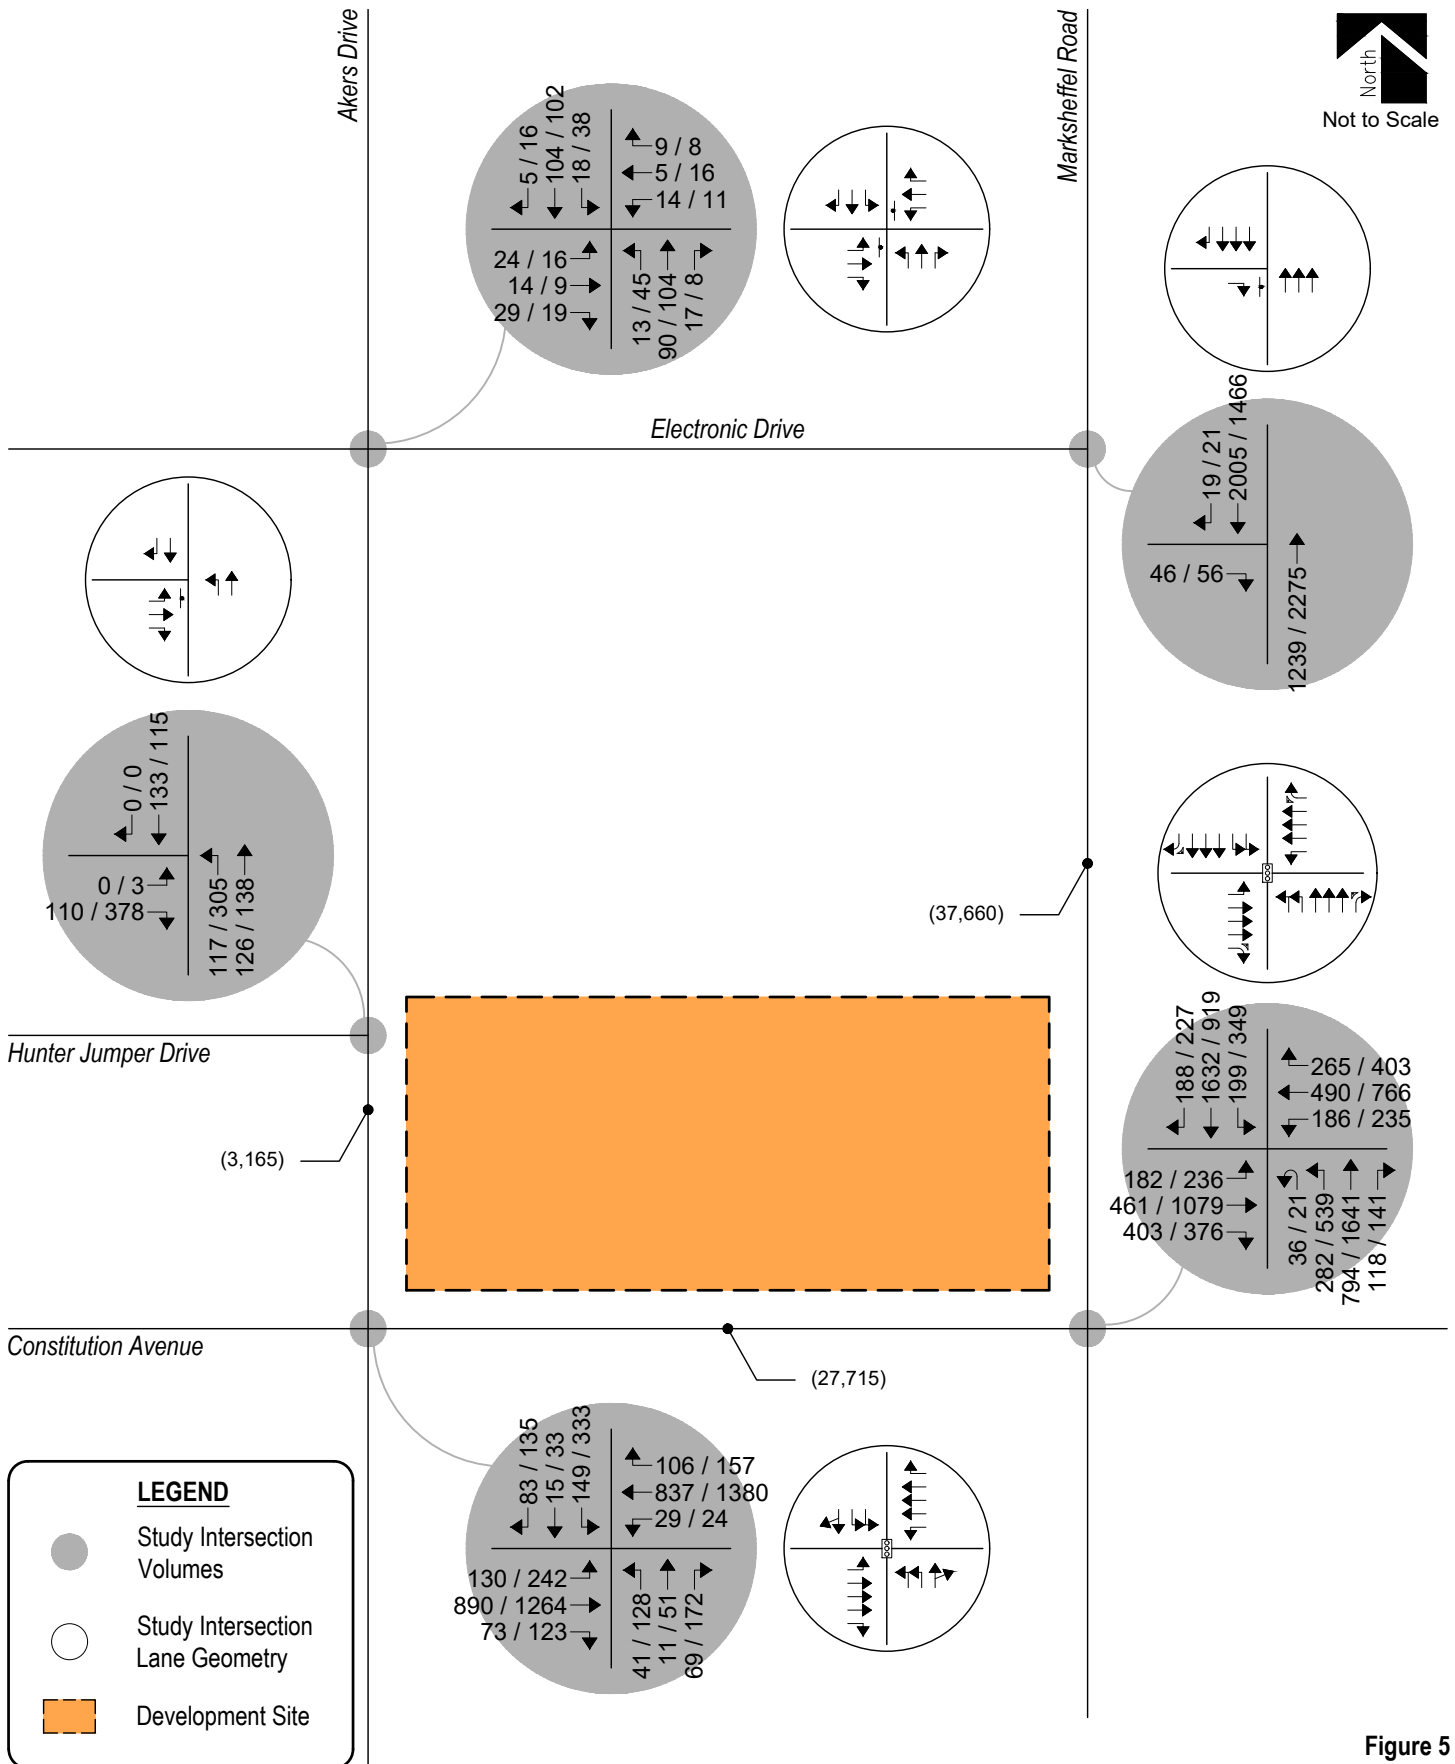 Akers Drive
Marksheffel Road
North
Not to Scale
5 / 16
104 / 102
18 / 38
9 / 8
5 / 16
14 / 11
24 / 16
14 / 9
29 / 19
13 / 45
90 / 104
17 / 8
Electronic Drive
19 / 21
2005 / 1466
46 / 56
1239 / 2275
0 / 0
133 / 115
0 / 3
110 / 378
117 / 305
126 / 138
(37,660)
Hunter Jumper Drive
(3,165)
188 / 227
1632 / 919
199 / 349
265 / 403
490 / 766
186 / 235
182 / 236
461 / 1079
403 / 376
36 / 21
282 / 539
794 / 1641
118 / 141
Constitution Avenue
(27,715)
83 / 135
15 / 33
149 / 333
106 / 157
837 / 1380
29 / 24
130 / 242
890 / 1264
73 / 123
41 / 128
11 / 51
69 / 172
LEGEND
Study Intersection
Volumes
Study Intersection
Lane Geometry
Development Site
Figure 5